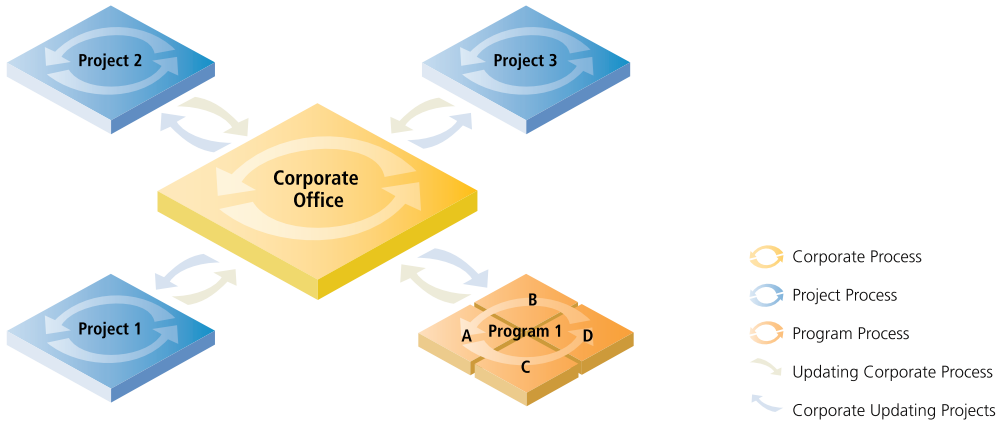 Project 2
Project 3
Corporate
Office
Project 1
B
A
Program 1
D
C
Corporate Process
Project Process
Program Process
Updating Corporate Process
Corporate Updating Projects